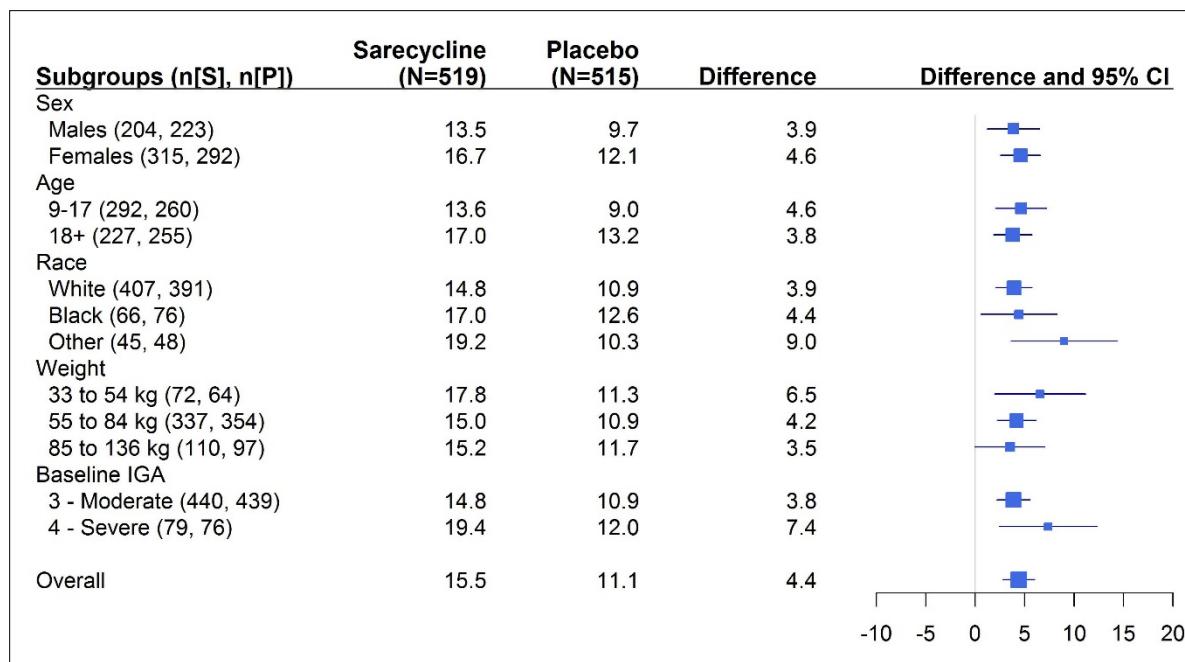 Subgroups (n[S], n[P]) Sarecycline (N=519) Placebo (N=515) Difference Difference and 95% CI
Sex
Males (204, 223) 13.5 9.7 3.9
Females (315, 292) 16.7 12.1 4.6
Age
9-17 (292, 260) 13.6 9.0 4.6
18+ (227, 255) 17.0 13.2 3.8
Race
White (407, 391) 14.8 10.9 3.9
Black (66, 76) 17.0 12.6 4.4
Other (45, 48) 19.2 10.3 9.0
Weight
33 to 54 kg (72, 64) 17.8 11.3 6.5
55 to 84 kg (337, 354) 15.0 10.9 4.2
85 to 136 kg (110, 97) 15.2 11.7 3.5
Baseline IGA
3 - Moderate (440, 439) 14.8 10.9 3.8
4 - Severe (79, 76) 19.4 12.0 7.4
Overall 15.5 11.1 4.4
-10 -5 0 5 10 15 20